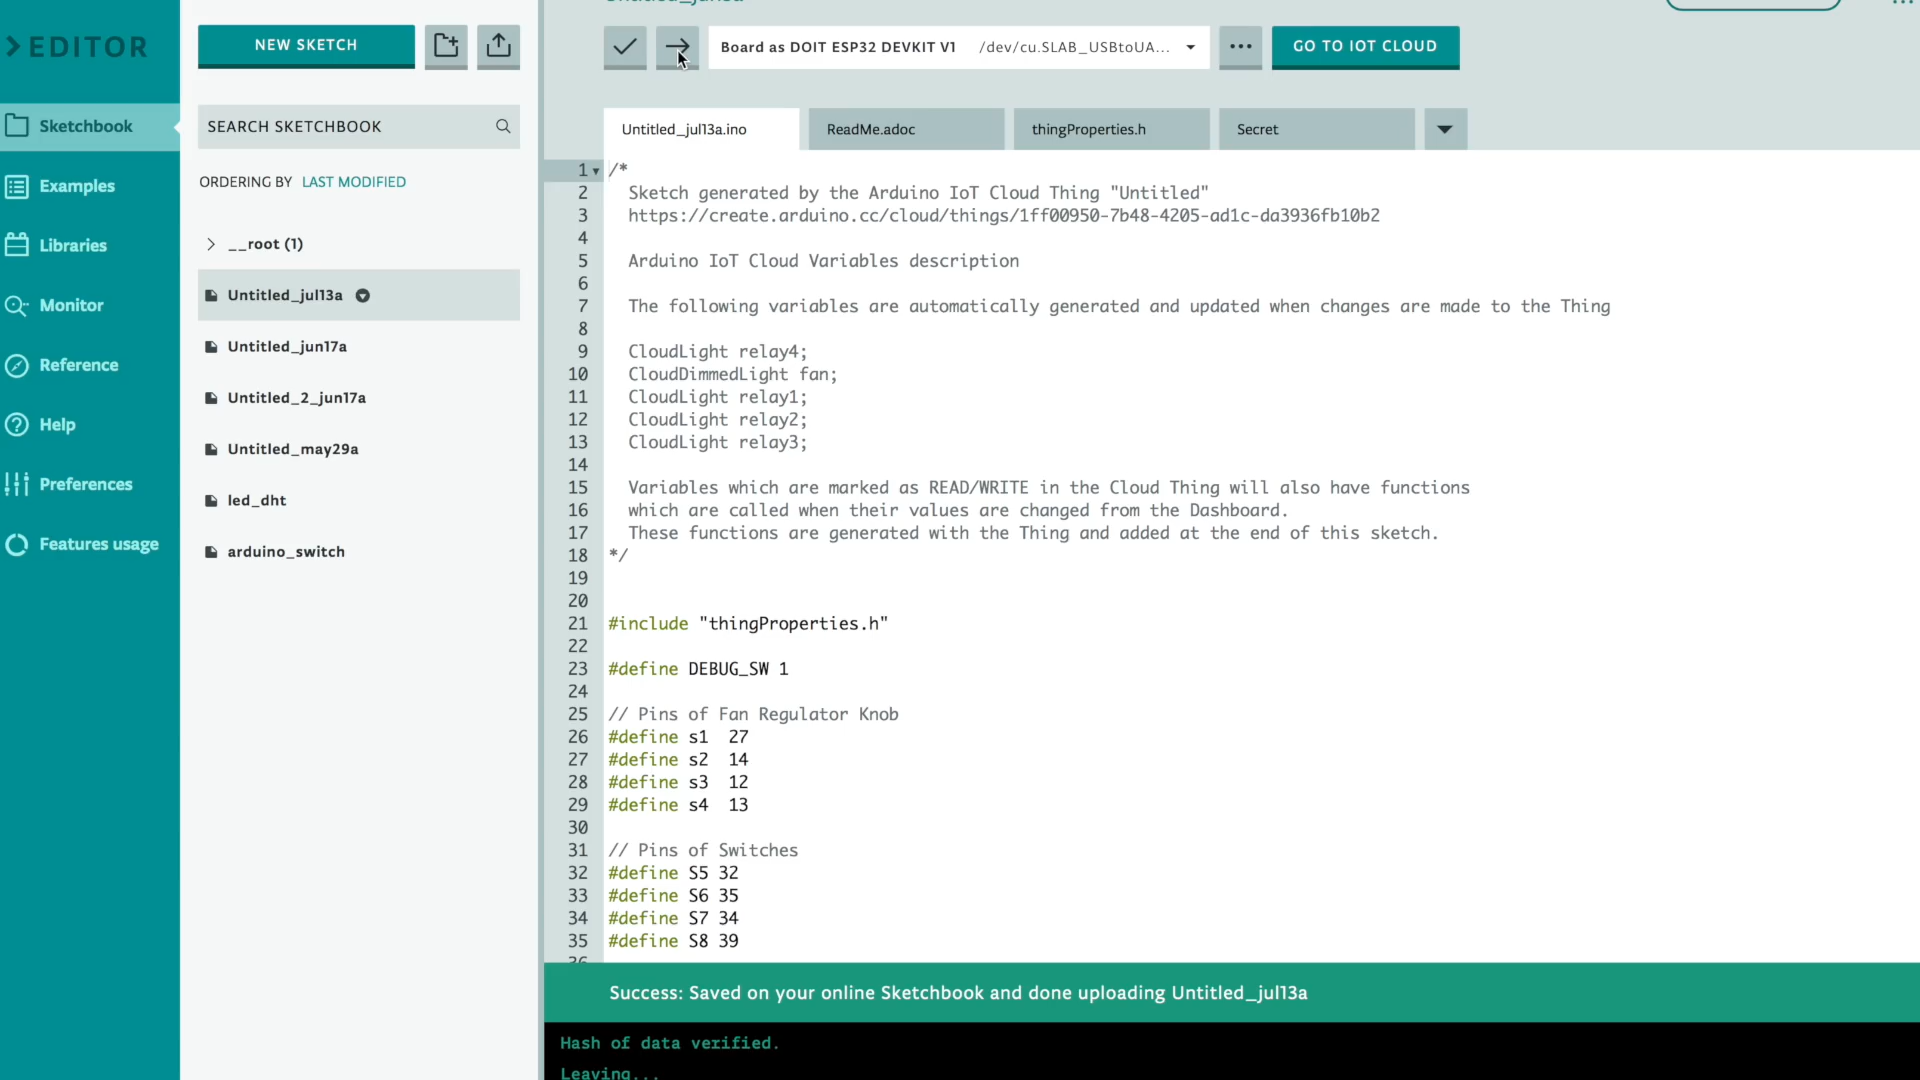 EDITOR
Sketchbook
Examples
Libraries
Monitor
Reference
Help
Preferences
Features usage
NEW SKETCH
SEARCH SKETCHBOOK
ORDERING BY LAST MODIFIED
__root (1)
Untitled_jul13a
Untitled_jun17a
Untitled_2_jun17a
Untitled_may29a
led_dht
arduino_switch
Board as DOIT ESP32 DEVKIT V1 /dev/cu.SLAB_USBtoUA...
GO TO IOT CLOUD
Untitled_jul13a.ino
ReadMe.adoc
thingProperties.h
Secret
1 /*
2 Sketch generated by the Arduino IoT Cloud Thing "Untitled"
3 https://create.arduino.cc/cloud/things/1ff00950-7b48-4205-ad1c-da3936fb10b2
4
5 Arduino IoT Cloud Variables description
6
7 The following variables are automatically generated and updated when changes are made to the Thing
8
9 CloudLight relay4;
10 CloudDimmedLight fan;
11 CloudLight relay1;
12 CloudLight relay2;
13 CloudLight relay3;
14
15 Variables which are marked as READ/WRITE in the Cloud Thing will also have functions
16 which are called when their values are changed from the Dashboard.
17 These functions are generated with the Thing and added at the end of this sketch.
18 */
19
20
21 #include "thingProperties.h"
22
23 #define DEBUG_SW 1
24
25 // Pins of Fan Regulator Knob
26 #define s1 27
27 #define s2 14
28 #define s3 12
29 #define s4 13
30
31 // Pins of Switches
32 #define S5 32
33 #define S6 35
34 #define S7 34
35 #define S8 39
36
Success: Saved on your online Sketchbook and done uploading Untitled_jul13a
Hash of data verified.
Leaving...